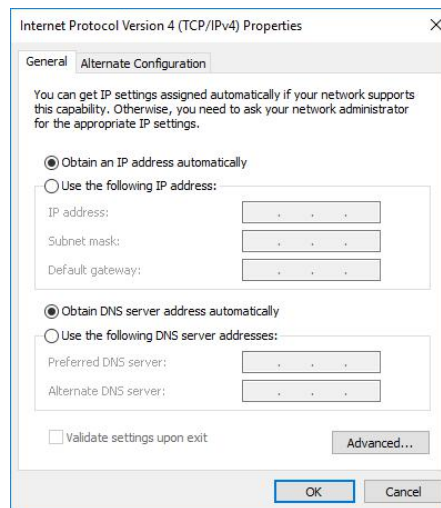 Internet Protocol Version 4 (TCP/IPv4) Properties
General Alternate Configuration
You can get IP settings assigned automatically if your network supports
this capability. Otherwise, you need to ask your network administrator
for the appropriate IP settings.
Obtain an IP address automatically
Use the following IP address:
IP address:
Subnet mask:
Default gateway:
Obtain DNS server address automatically
Use the following DNS server addresses:
Preferred DNS server:
Alternate DNS server:
Validate settings upon exit
Advanced...
OK Cancel